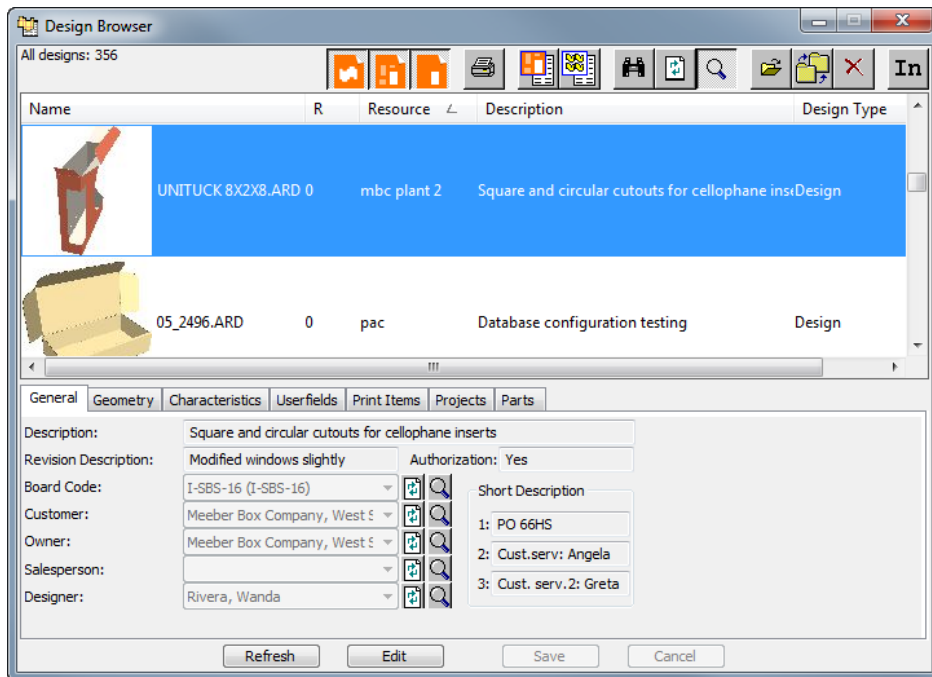 Design Browser
All designs: 356
In
Name R Resource Description Design Type
UNITUCK 8X2X8.ARD 0 mbc plant 2 Square and circular cutouts for cellophane inse Design
05_2496.ARD 0 pac Database configuration testing Design
General Geometry Characteristics Userfields Print Items Projects Parts
Description: Square and circular cutouts for cellophane inserts
Revision Description: Modified windows slightly Authorization: Yes
Board Code: I-SBS-16 (I-SBS-16) Short Description
Customer: Meeber Box Company, West S 1: PO 66HS
Owner: Meeber Box Company, West S 2: Cust.serv: Angela
Salesperson: 3: Cust. serv.2: Greta
Designer: Rivera, Wanda
Refresh Edit Save Cancel